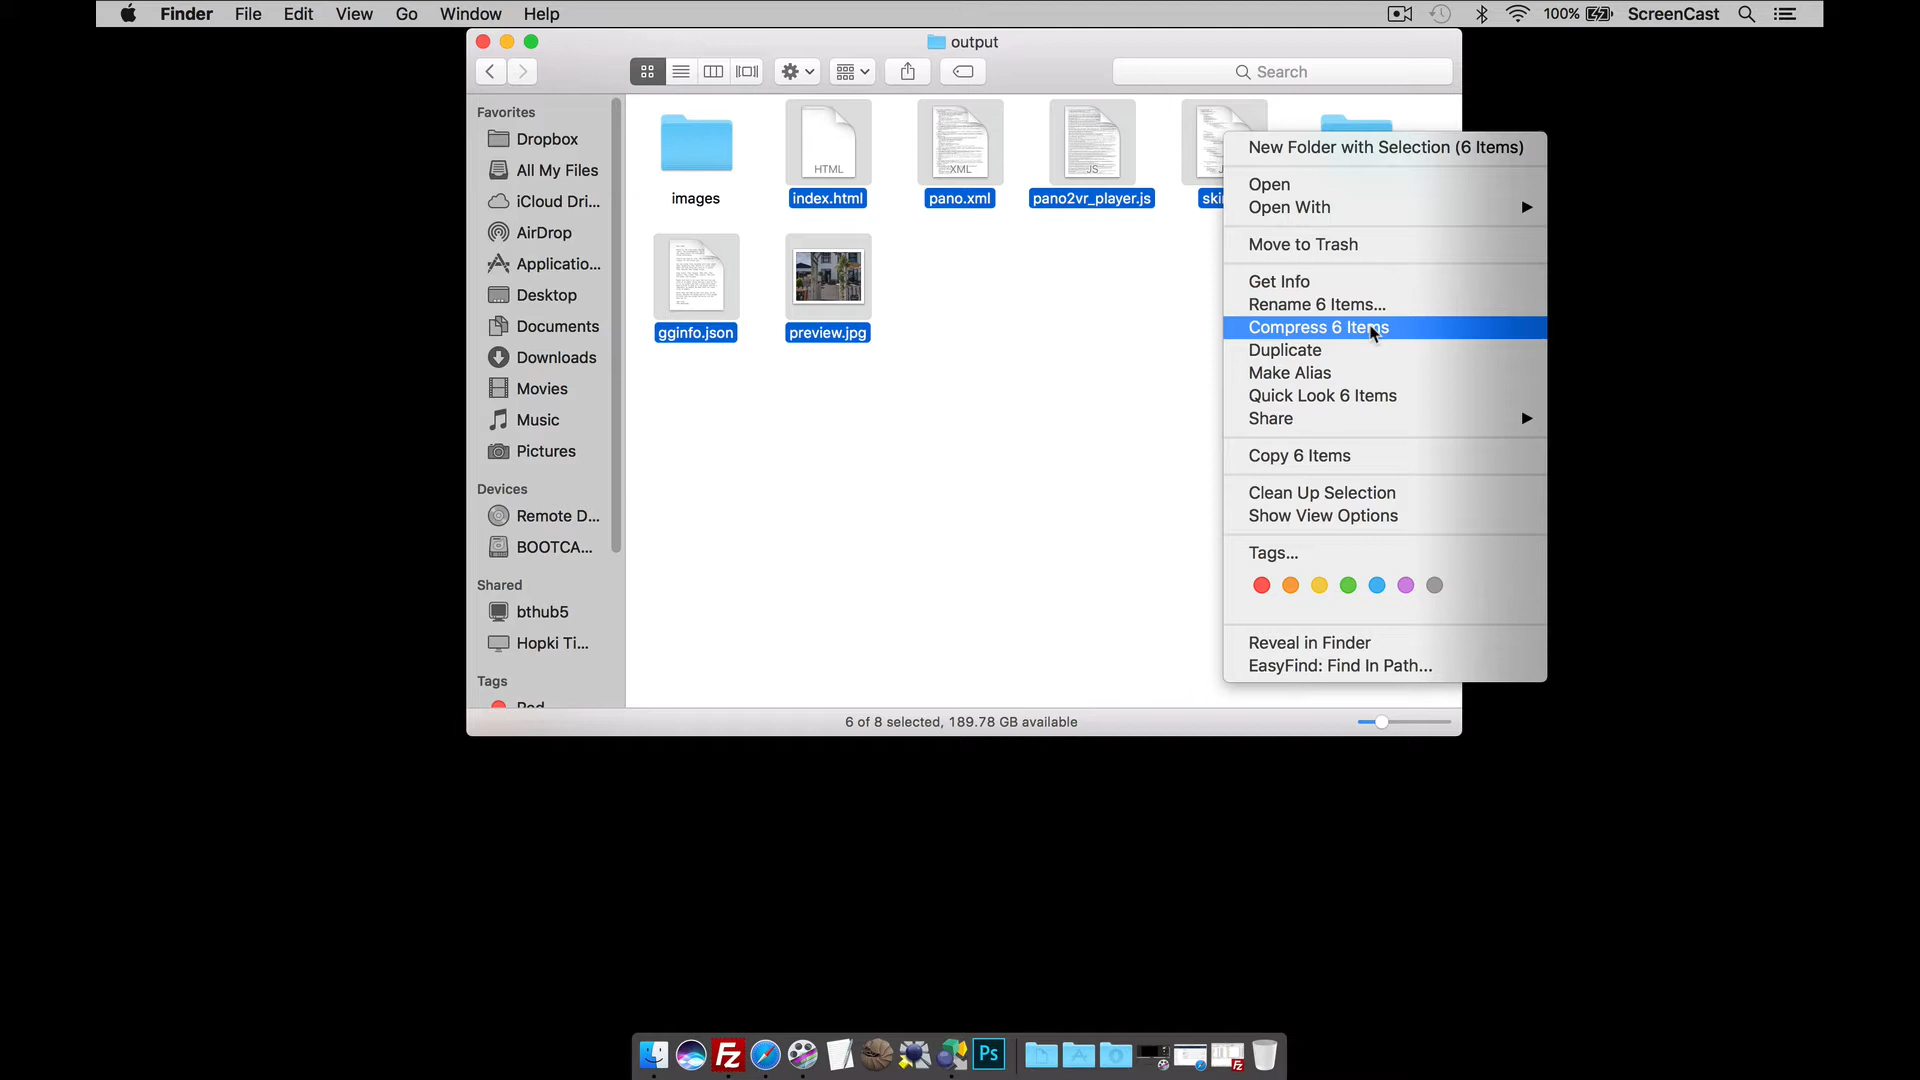 Finder File Edit View Go Window Help 100% ScreenCast
output
Search
Favorites
Dropbox
All My Files
iCloud Dri...
AirDrop
Applicatio...
Desktop
Documents
Downloads
Movies
Music
Pictures
Devices
Remote D...
BOOTCA...
Shared
bthub5
Hopki Ti...
Tags
Red
HTML XML JS
images index.html pano.xml pano2vr_player.js ski
gginfo.json preview.jpg
New Folder with Selection (6 Items)
Open
Open With
Move to Trash
Get Info
Rename 6 Items...
Compress 6 Items
Duplicate
Make Alias
Quick Look 6 Items
Share
Copy 6 Items
Clean Up Selection
Show View Options
Tags...
Reveal in Finder
EasyFind: Find In Path...
6 of 8 selected, 189.78 GB available
Fz Ps